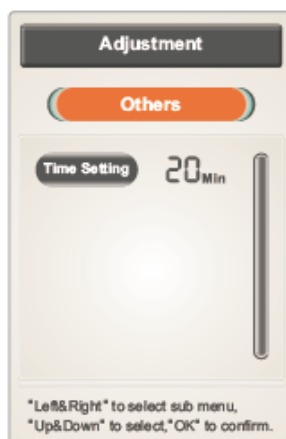 Adjustment
Others
Time Setting 20Min
"Left&Right" to select sub menu,
"Up&Down" to select,"OK" to confirm.